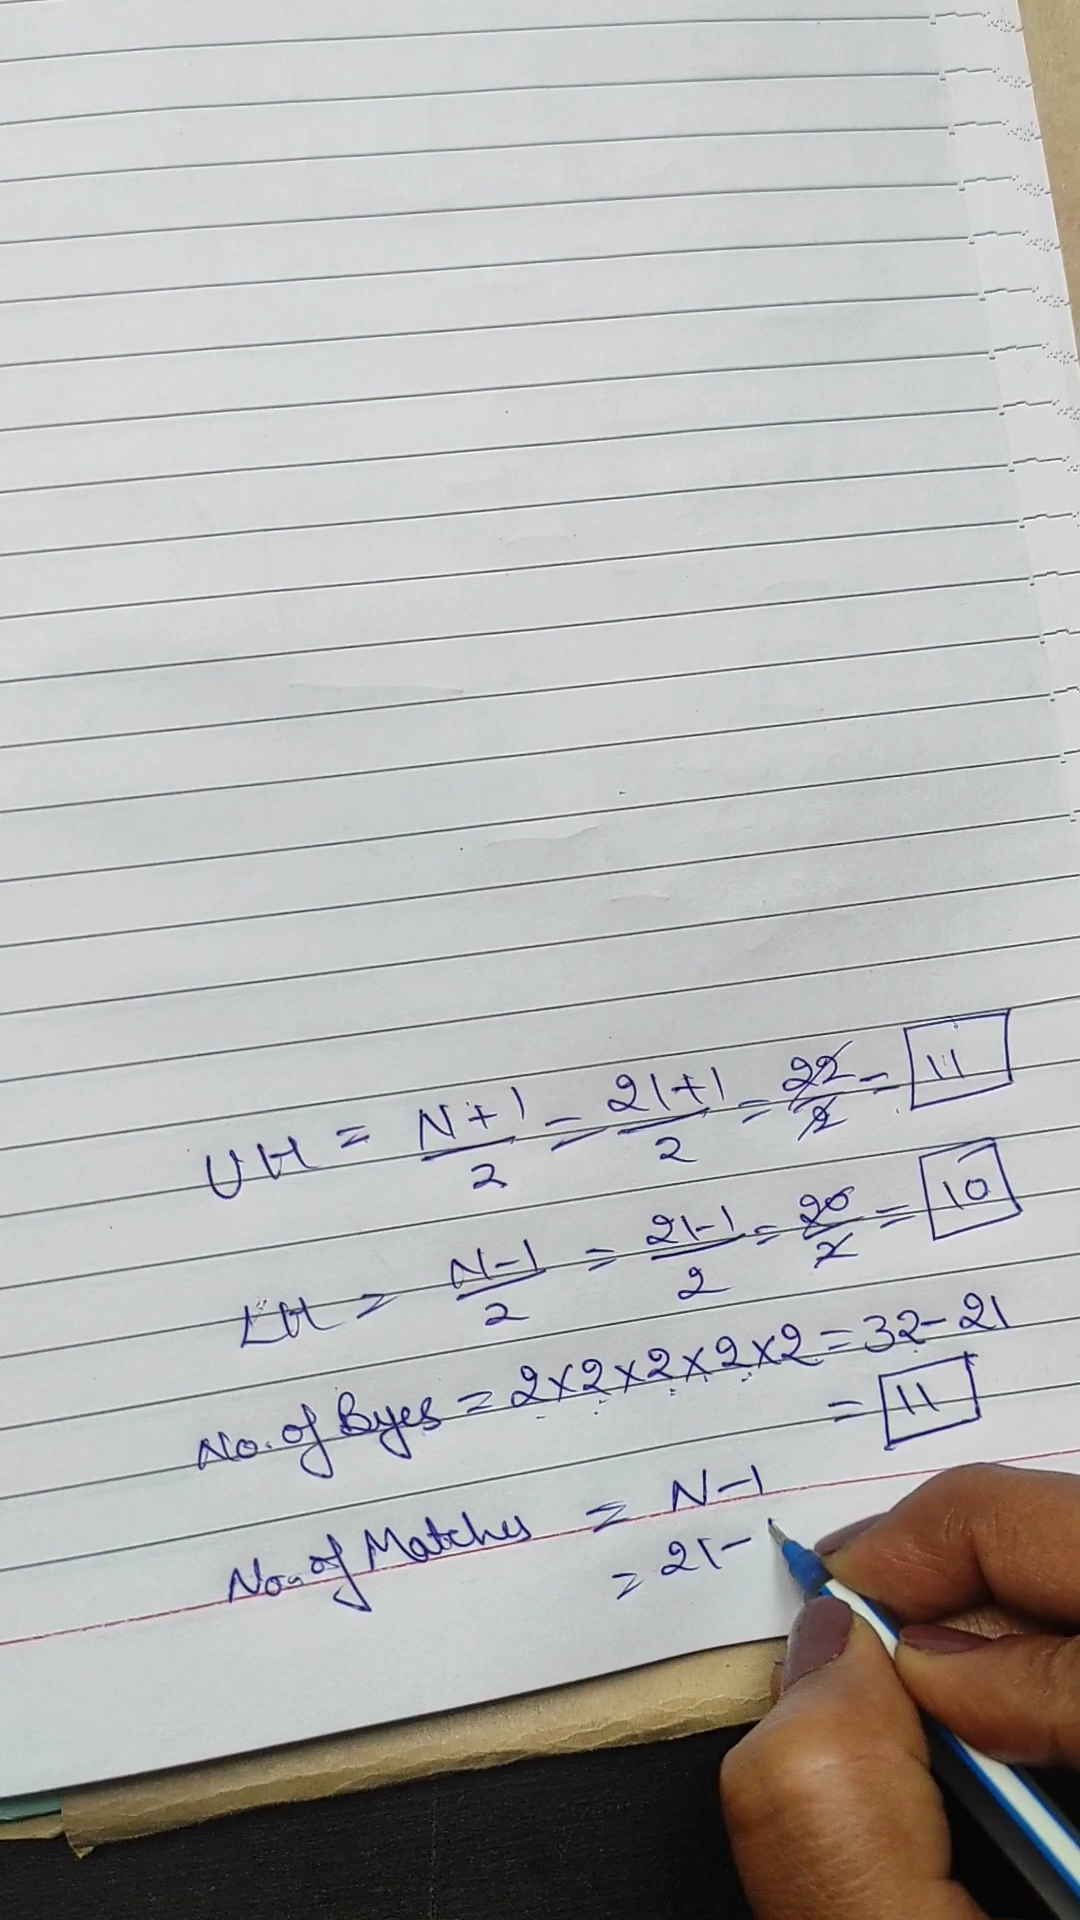 UH = N+1/2 = 21+1/2 = 22/2 = 11
LH = N-1/2 = 21-1/2 = 20/2 = 10
No. of Byes = 2×2×2×2×2 = 32-21
= 11
No. of Matches = N-1
= 21-